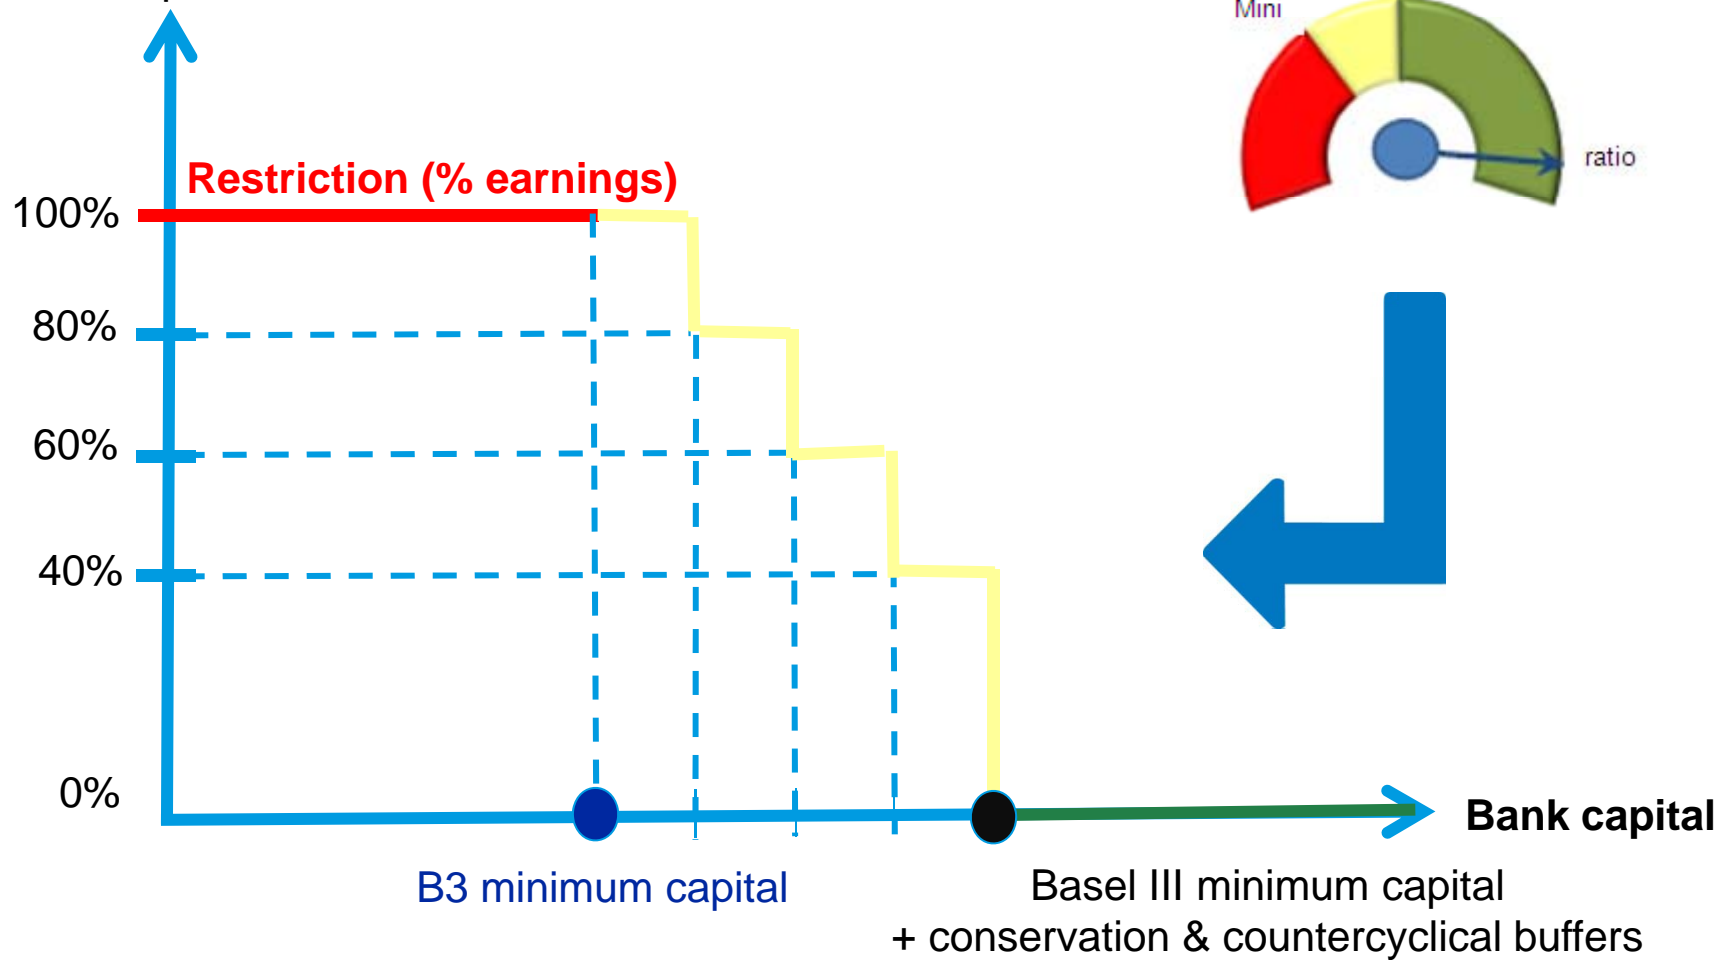 Mini
ratio
Restriction (% earnings)
100%
80%
60%
40%
0%
Bank capital
B3 minimum capital
Basel III minimum capital
+ conservation & countercyclical buffers